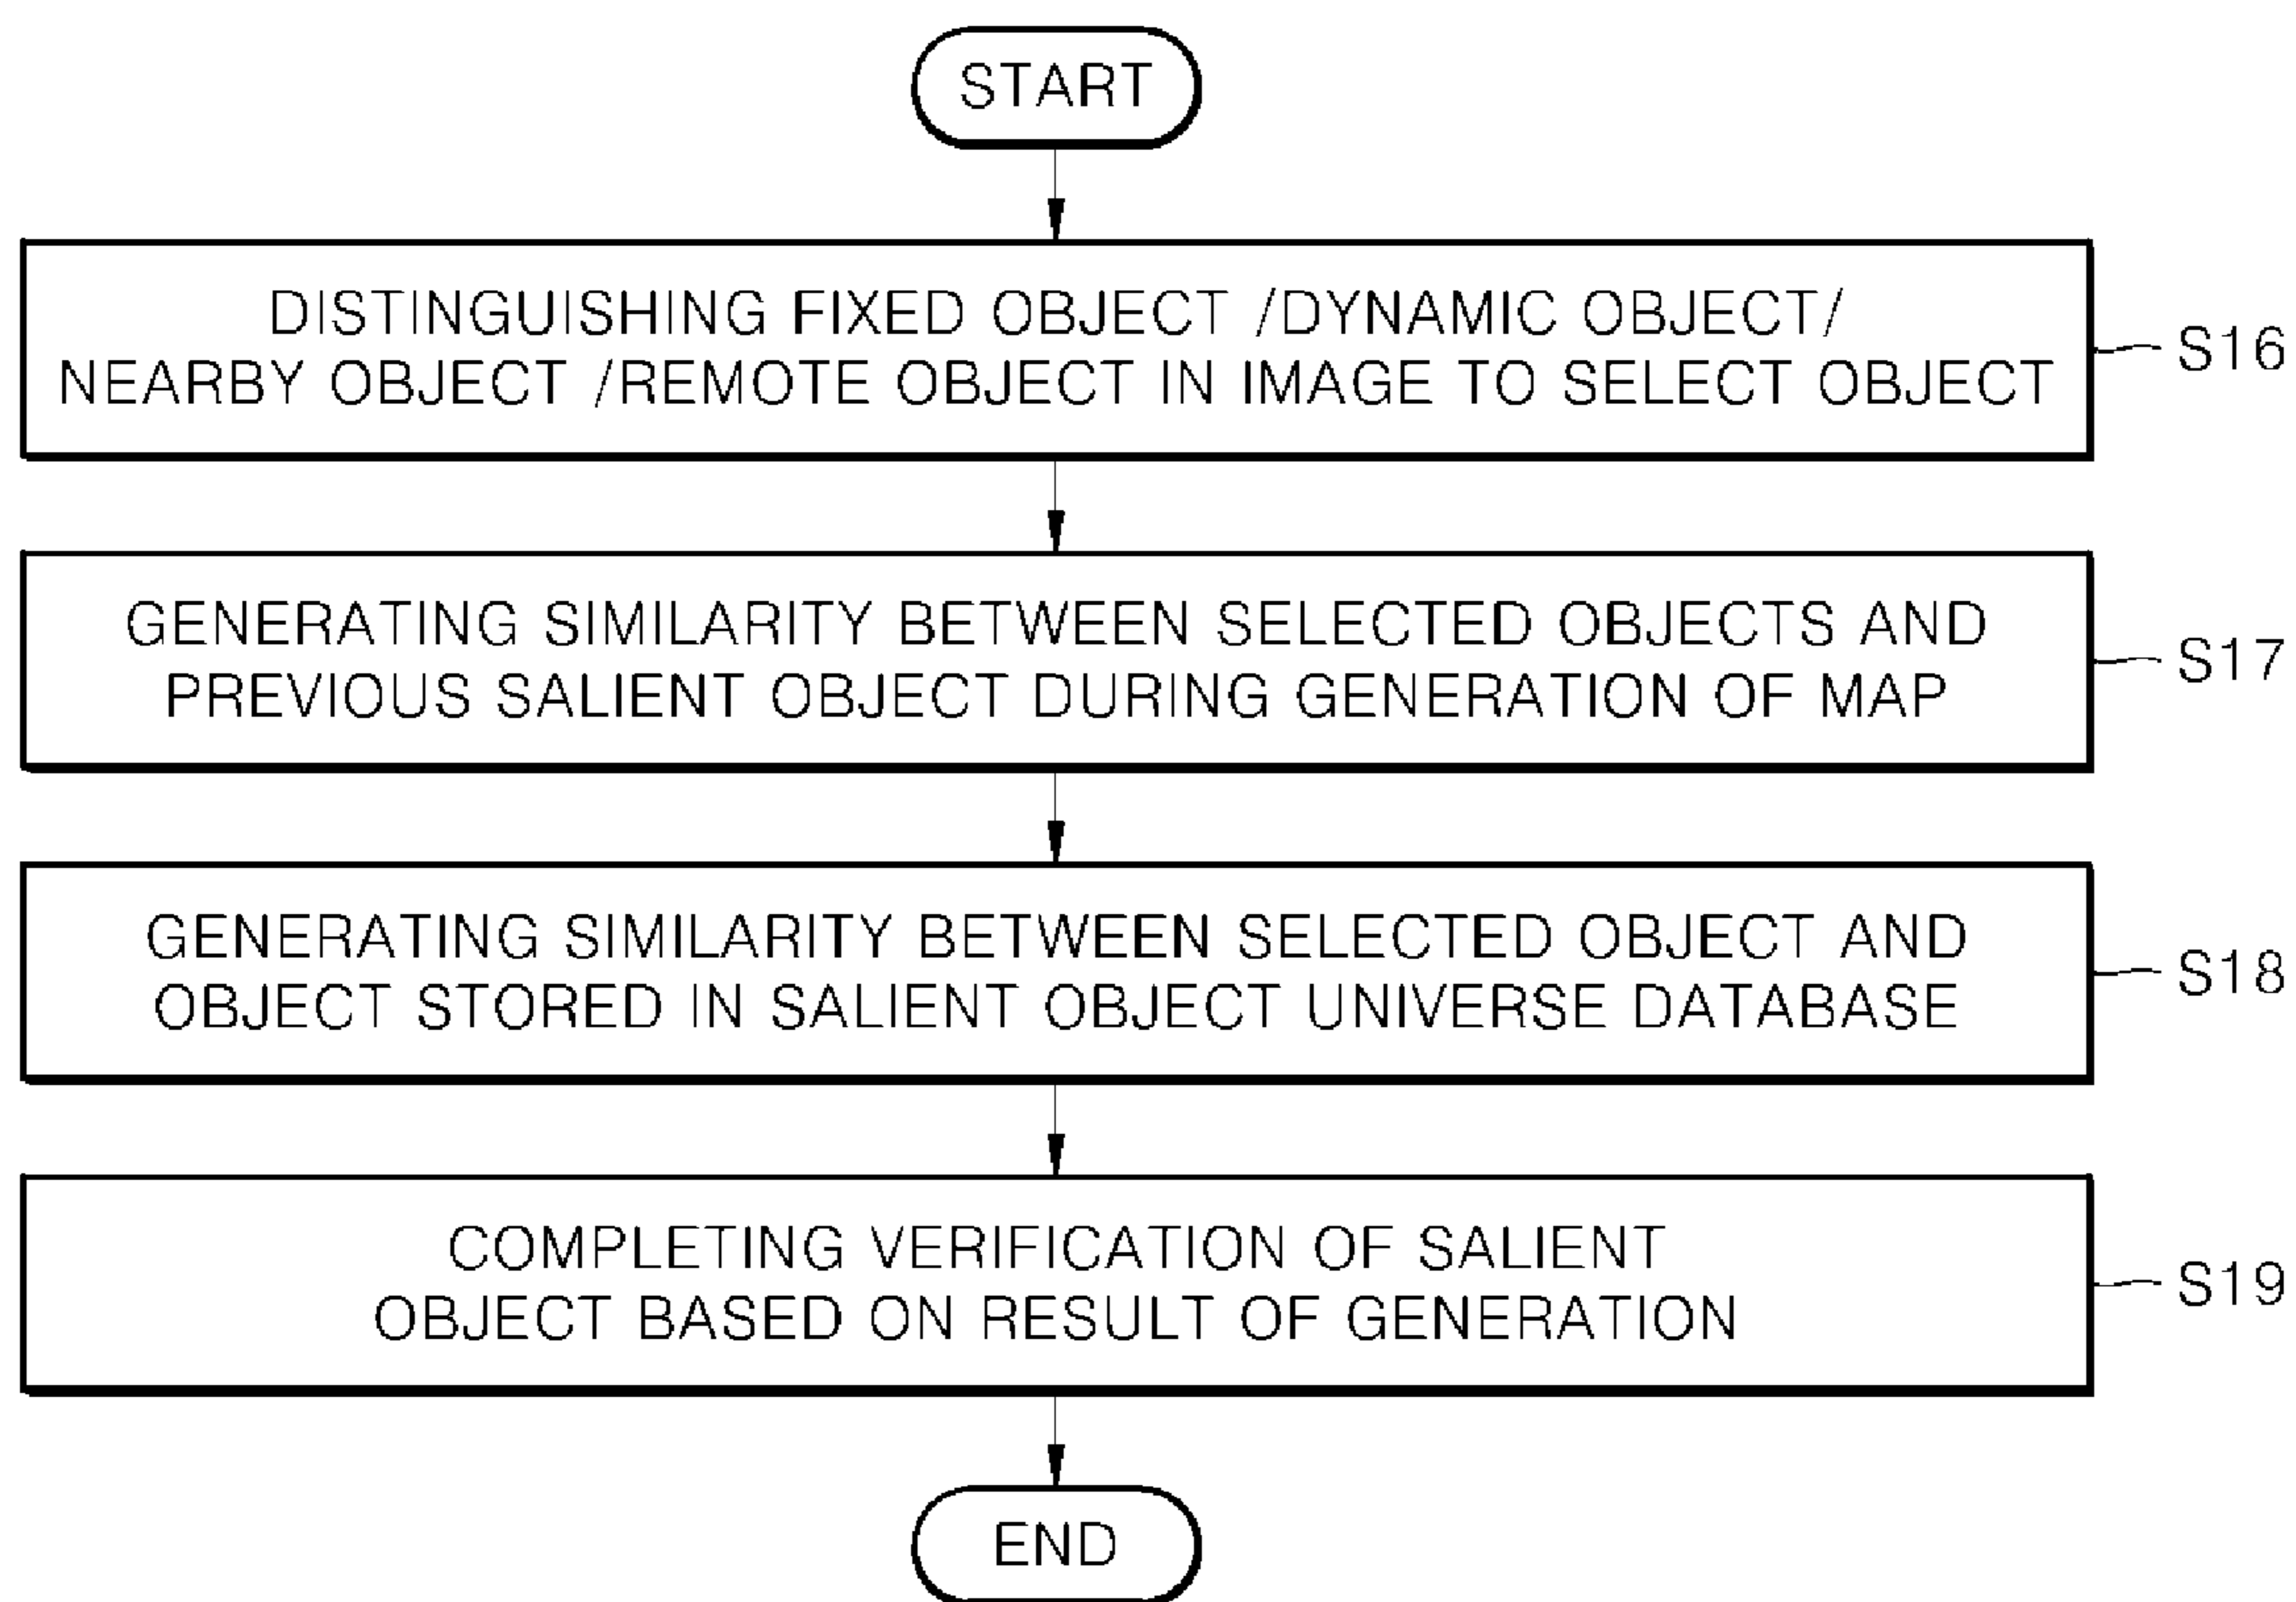 START
DISTINGUISHING FIXED OBJECT /DYNAMIC OBJECT/
NEARBY OBJECT /REMOTE OBJECT IN IMAGE TO SELECT OBJECT
S16
GENERATING SIMILARITY BETWEEN SELECTED OBJECTS AND
PREVIOUS SALIENT OBJECT DURING GENERATION OF MAP
S17
GENERATING SIMILARITY BETWEEN SELECTED OBJECT AND
OBJECT STORED IN SALIENT OBJECT UNIVERSE DATABASE
S18
COMPLETING VERIFICATION OF SALIENT
OBJECT BASED ON RESULT OF GENERATION
S19
END